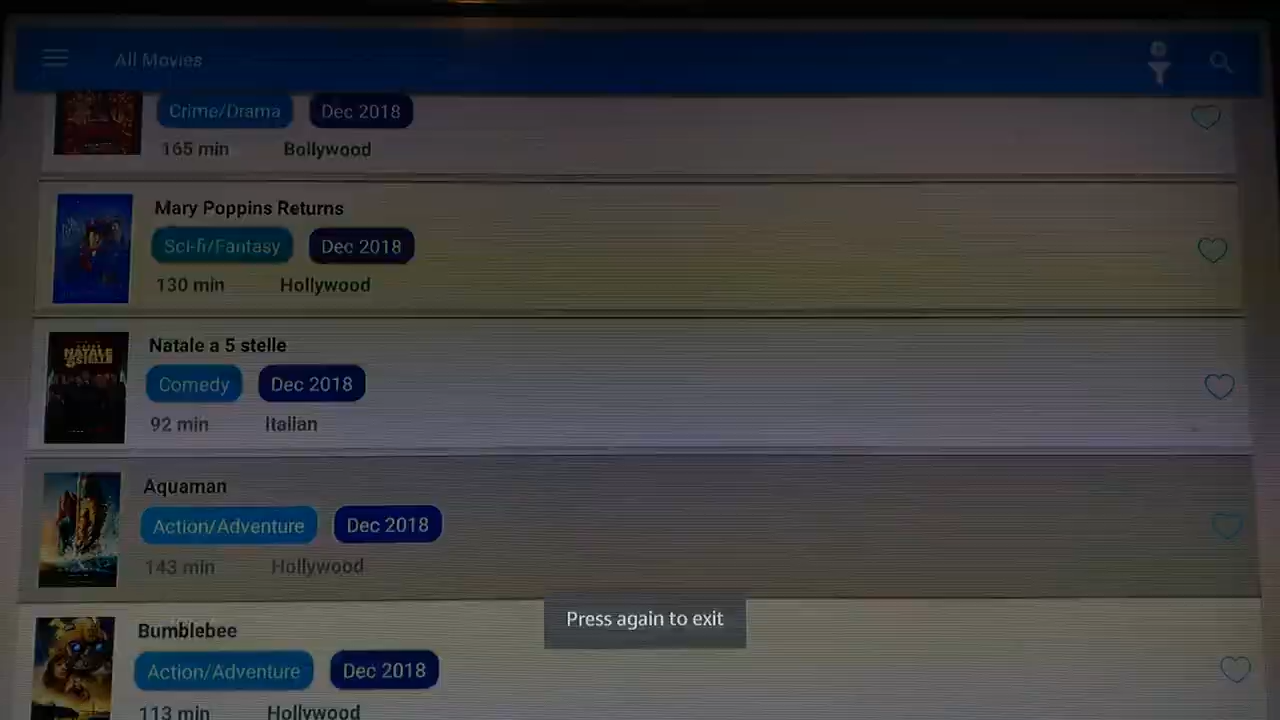 All Movies
Crime/Drama Dec 2018
165 min Bollywood
Mary Poppins Returns
Sci-fi/Fantasy Dec 2018
130 min Hollywood
NATALE
Natale a 5 stelle
Comedy Dec 2018
92 min Italian
Aquaman
Action/Adventure Dec 2018
143 min Hollywood
Press again to exit
Bumblebee
Action/Adventure Dec 2018
113 min Hollywood